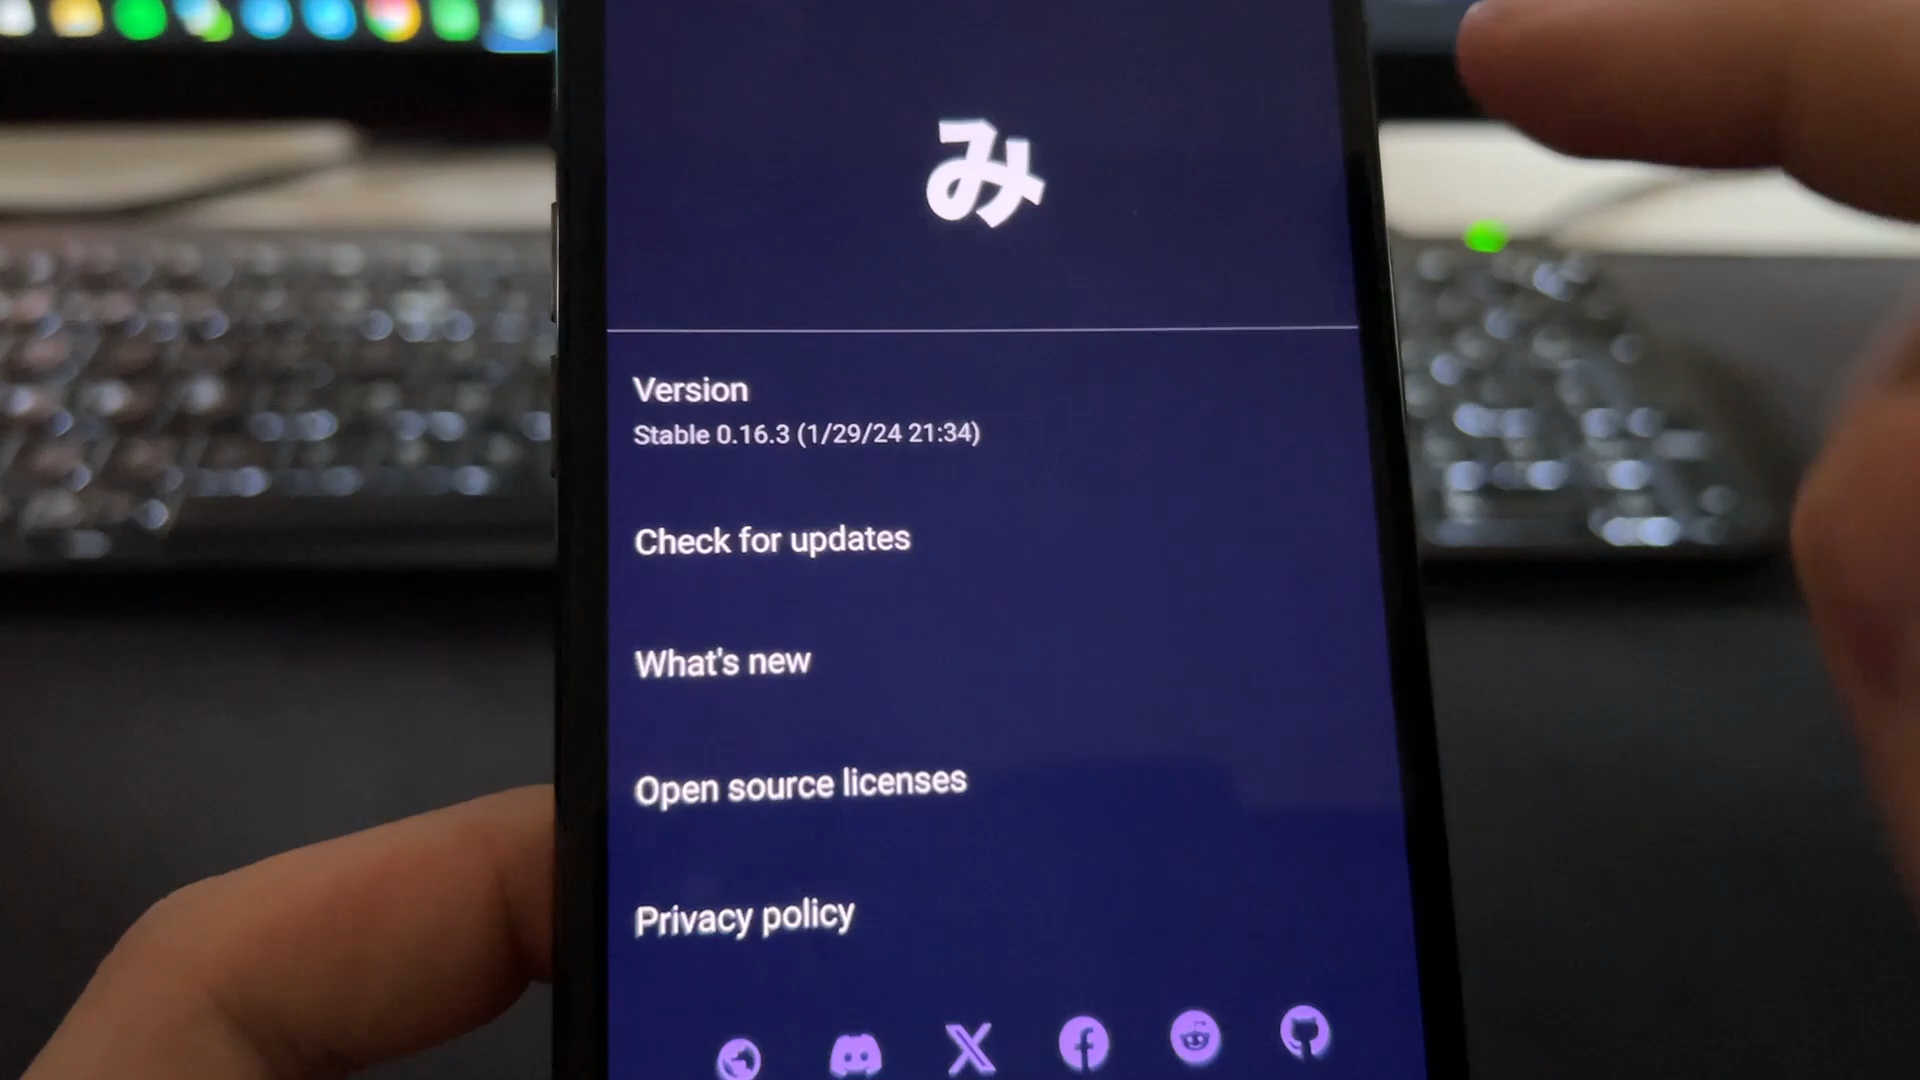 み
Version
Stable 0.16.3 (1/29/24 21:34)
Check for updates
What's new
Open source licenses
Privacy policy